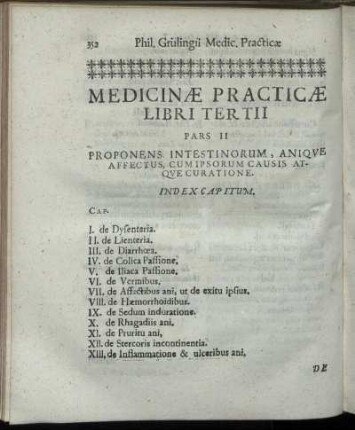 352 Phil. Grülingii Medic. Practicæ
MEDICINÆ PRACTICÆ
LIBRI TERTII
PARS II
PROPONENS INTESTINORUM, ANIQVE
AFFECTUS, CUM IPSORUM CAUSIS AT-
QVE CURATIONE.
INDEX CAPITUM.
CAP.
I. de Dysenteria.
II. de Lienteria.
III. de Diarrhœa.
IV. de Colica Passione.
V. de Iliaca Passione.
VI. de Vermibus.
VII. de Affectibus ani, ut de exitu ipsius.
VIII. de Hæmorrhoidibus.
IX. de Sedum induratione.
X. de Rhagadiis ani.
XI. de Pruritu ani.
XII. de Stercoris incontinentia.
XIII. de Inflammatione & ulceribus ani.
DE